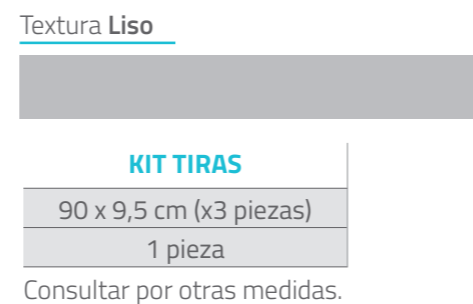 Textura Liso
KIT TIRAS
90 x 9,5 cm (x3 piezas)
1 pieza
Consultar por otras medidas.